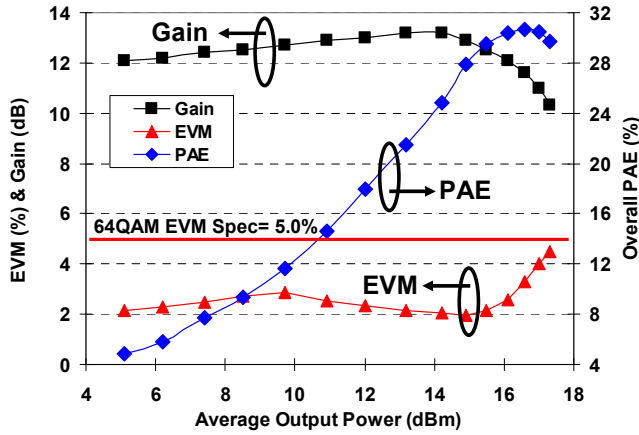 14
12
10
8
6
4
2
0
EVM (%) & Gain (dB)
Gain
Gain
EVM
PAE
64QAM EVM Spec= 5.0%
PAE
EVM
32
28
24
20
16
12
8
4
Overall PAE (%)
4
6
8
10
12
14
16
18
Average Output Power (dBm)